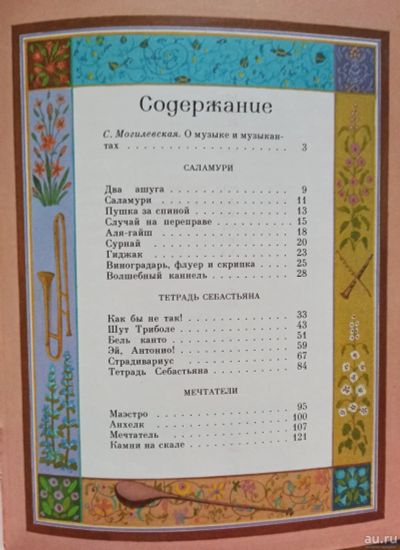 Содержание
С. Могилевская. О музыке и музыкан-
тах . . . . . . . . . . . . . . . . 3
САЛАМУРИ
Два ашуга . . . . . . . . . . . . 9
Саламури . . . . . . . . . . . . 11
Пушка за спиной . . . . . . . . 13
Случай на переправе . . . . . . 15
Аля-гайш . . . . . . . . . . . . 18
Сурнай . . . . . . . . . . . . . 20
Гиджак . . . . . . . . . . . . . 23
Виноградарь, флуер и скрипка . . . 25
Волшебный каннель . . . . . . . 28
ТЕТРАДЬ СЕБАСТЬЯНА
Как бы не так! . . . . . . . . . 33
Шут Триболе . . . . . . . . . . 43
Бель канто . . . . . . . . . . . 51
Эй, Антонио! . . . . . . . . . . 59
Страдивариус . . . . . . . . . . 67
Тетрадь Себастьяна . . . . . . . 84
МЕЧТАТЕЛИ
Маэстро . . . . . . . . . . . . 95
Анхелк . . . . . . . . . . . . . 100
Мечтатель . . . . . . . . . . . 107
Камни на скале . . . . . . . . . 121
au.ru